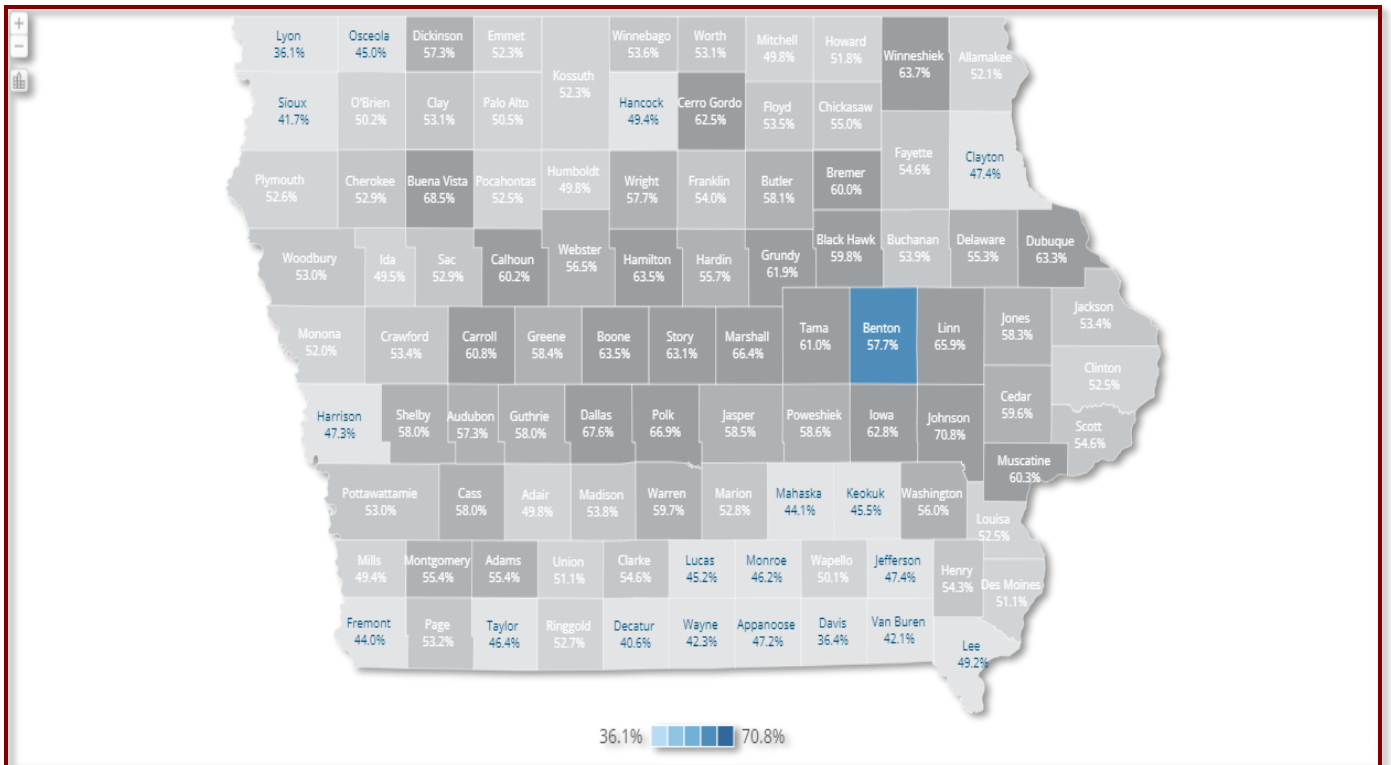 +
−
Lyon
36.1%
Osceola
45.0%
Dickinson
57.3%
Emmet
52.3%
Kossuth
52.3%
Winnebago
53.6%
Worth
53.1%
Mitchell
49.8%
Howard
51.8%
Winneshiek
63.7%
Allamakee
52.1%
Sioux
41.7%
O'Brien
50.2%
Clay
53.1%
Palo Alto
50.5%
Hancock
49.4%
Cerro Gordo
62.5%
Floyd
53.5%
Chickasaw
55.0%
Fayette
54.6%
Clayton
47.4%
Plymouth
52.6%
Cherokee
52.9%
Buena Vista
68.5%
Pocahontas
52.5%
Humboldt
49.8%
Wright
57.7%
Franklin
54.0%
Butler
58.1%
Bremer
60.0%
Woodbury
53.0%
Ida
49.5%
Sac
52.9%
Calhoun
60.2%
Webster
56.5%
Hamilton
63.5%
Hardin
55.7%
Grundy
61.9%
Black Hawk
59.8%
Buchanan
53.9%
Delaware
55.3%
Dubuque
63.3%
Monona
52.0%
Crawford
53.4%
Carroll
60.8%
Greene
58.4%
Boone
63.5%
Story
63.1%
Marshall
66.4%
Tama
61.0%
Benton
57.7%
Linn
65.9%
Jones
58.3%
Jackson
53.4%
Clinton
52.5%
Harrison
47.3%
Shelby
58.0%
Audubon
57.3%
Guthrie
58.0%
Dallas
67.6%
Polk
66.9%
Jasper
58.5%
Poweshiek
58.6%
Iowa
62.8%
Johnson
70.8%
Cedar
59.6%
Scott
54.6%
Muscatine
60.3%
Pottawattamie
53.0%
Cass
58.0%
Adair
49.8%
Madison
53.8%
Warren
59.7%
Marion
52.8%
Mahaska
44.1%
Keokuk
45.5%
Washington
56.0%
Louisa
52.5%
Mills
49.4%
Montgomery
55.4%
Adams
55.4%
Union
51.1%
Clarke
54.6%
Lucas
45.2%
Monroe
46.2%
Wapello
50.1%
Jefferson
47.4%
Henry
54.3%
Des Moines
51.1%
Fremont
44.0%
Page
53.2%
Taylor
46.4%
Ringgold
52.7%
Decatur
40.6%
Wayne
42.3%
Appanoose
47.2%
Davis
36.4%
Van Buren
42.1%
Lee
49.2%
36.1% 70.8%